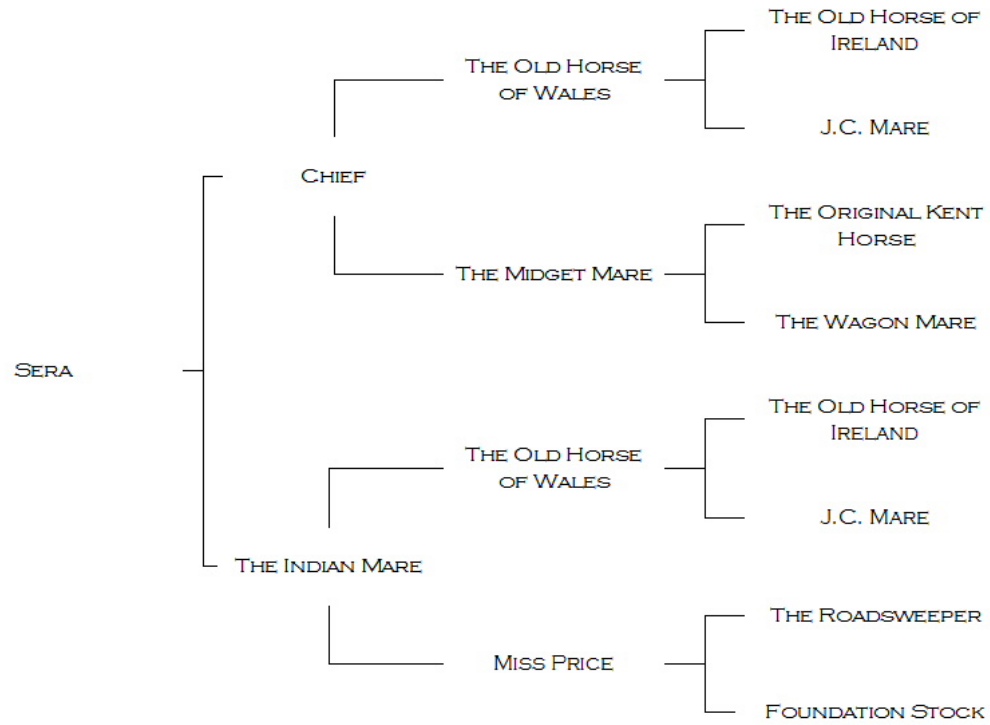 The Old Horse of
Ireland
The Old Horse
of Wales
J.C. Mare
Chief
The Original Kent
Horse
The Midget Mare
The Wagon Mare
Sera
The Old Horse of
Ireland
The Old Horse
of Wales
J.C. Mare
The Indian Mare
The Roadsweeper
Miss Price
Foundation Stock